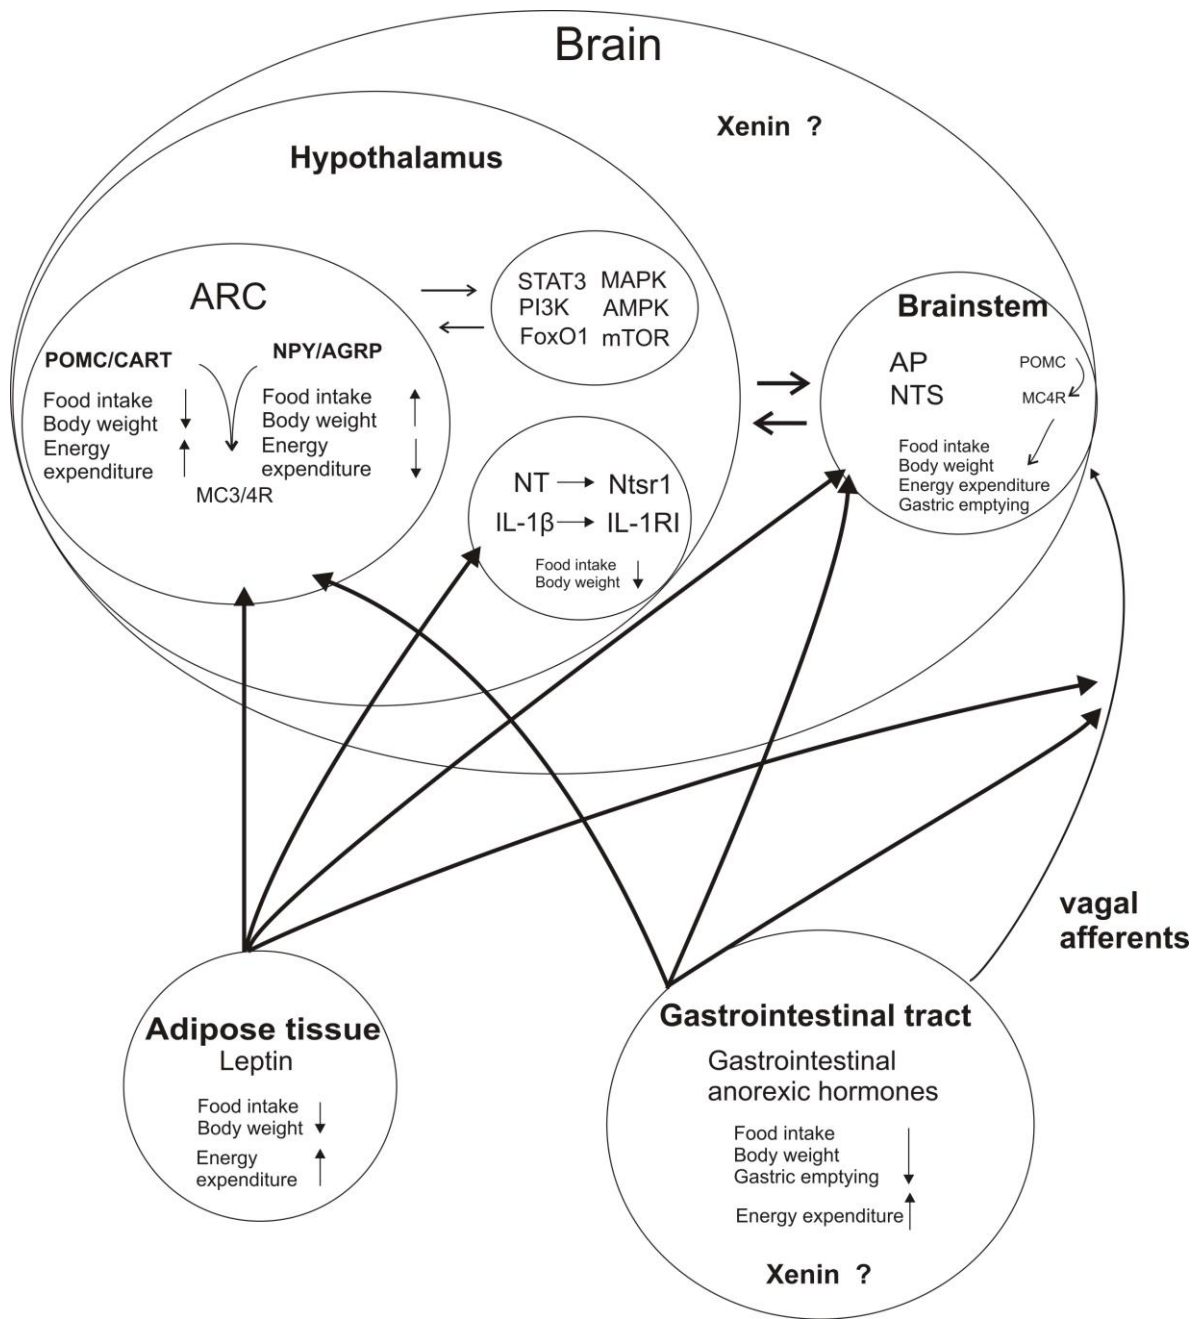 Brain
Xenin ?
Hypothalamus
ARC
POMC/CART
Food intake
Body weight
Energy
expenditure
NPY/AGRP
Food intake
Body weight
Energy
expenditure
MC3/4R
STAT3 MAPK
PI3K AMPK
FoxO1 mTOR
NT Ntsr1
IL-1β IL-1RI
Food intake
Body weight
Brainstem
AP
NTS
POMC
MC4R
Food intake
Body weight
Energy expenditure
Gastric emptying
vagal
afferents
Adipose tissue
Leptin
Food intake
Body weight
Energy
expenditure
Gastrointestinal tract
Gastrointestinal
anorexic hormones
Food intake
Body weight
Gastric emptying
Energy expenditure
Xenin ?